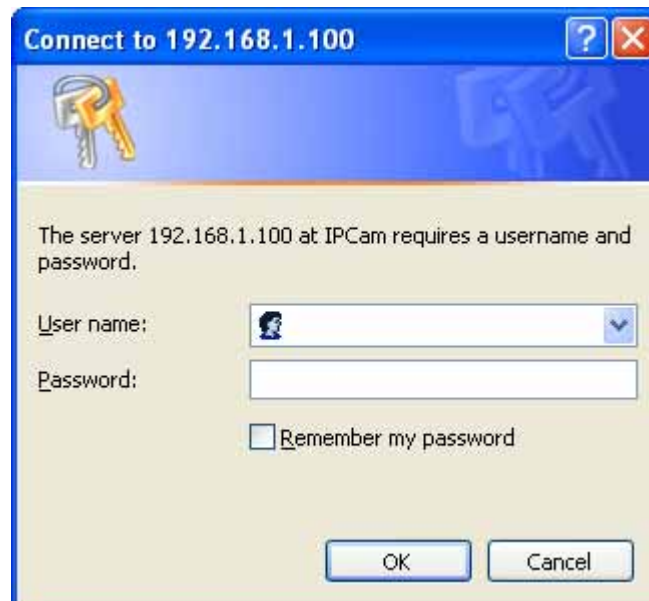 Connect to 192.168.1.100
The server 192.168.1.100 at IPCam requires a username and
password.
User name:
Password:
Remember my password
OK Cancel